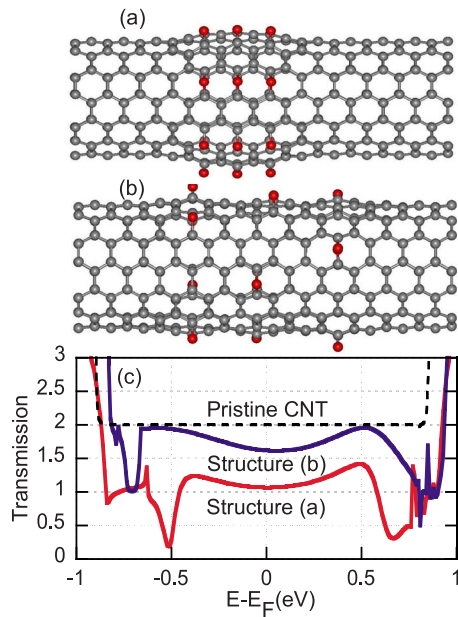 (a)
(b)
3
(c)
2.5
Pristine CNT
2
1.5
Structure (b)
1
Structure (a)
0.5
0
Transmission
-1 -0.5 0 0.5 1
E-E_F(eV)